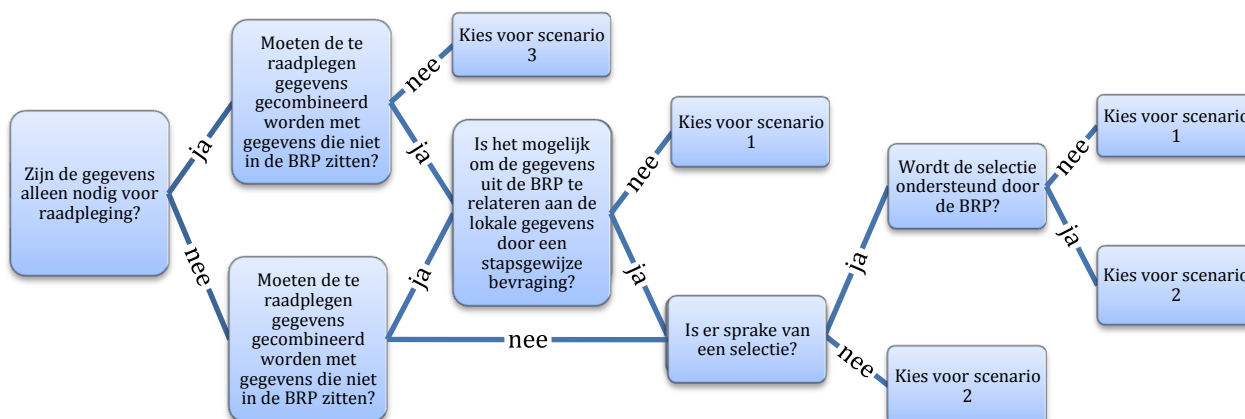 Zijn de gegevens
alleen nodig voor
raadpleging?
ja
nee
Moeten de te
raadplegen
gegevens
gecombineerd
worden met
gegevens die niet
in de BRP zitten?
nee
ja
Kies voor scenario
3
Moeten de te
raadplegen
gegevens
gecombineerd
worden met
gegevens die niet
in de BRP zitten?
ja
nee
Is het mogelijk
om de gegevens
uit de BRP te
relateren aan de
lokale gegevens
door een
stapsgewijze
bevraging?
nee
ja
Kies voor scenario
1
Is er sprake van
een selectie?
ja
nee
Wordt de selectie
ondersteund door
de BRP?
nee
ja
Kies voor scenario
1
Kies voor scenario
2
Kies voor scenario
2